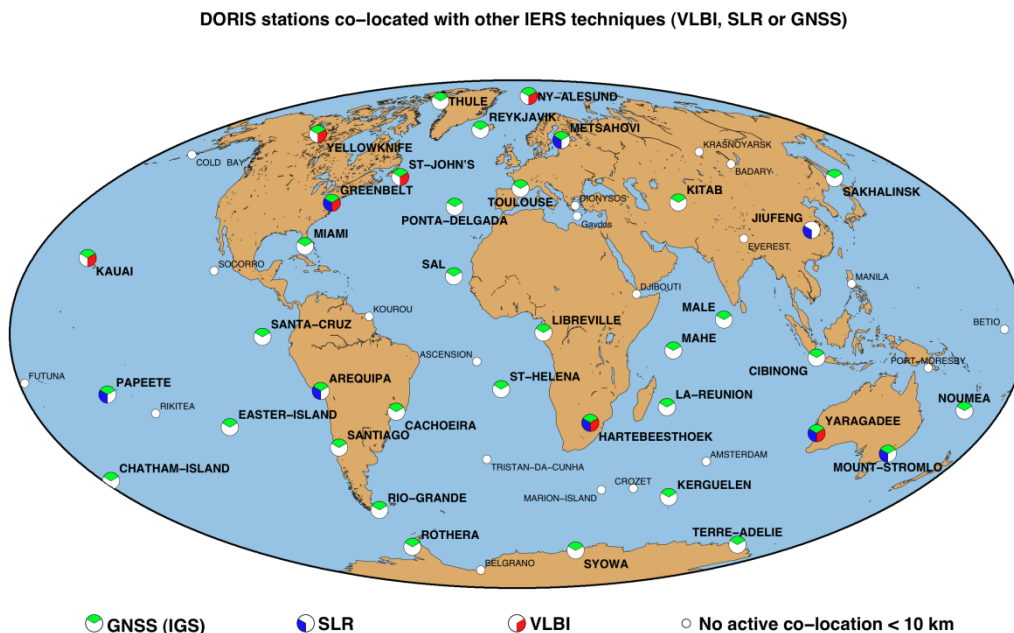 DORIS stations co-located with other IERS techniques (VLBI, SLR or GNSS)
THULE
NY-ALESUND
REYKJAVIK
METSAHOVI
YELLOWKNIFE
COLD BAY
ST-JOHN'S
KRASNOYARSK
BADARY
GREENBELT
TOULOUSE
DIONYSOS
KITAB
SAKHALINSK
PONTA-DELGADA
Gavdos
JIUFENG
MIAMI
EVEREST
KAUAI
SOCORRO
SAL
DJIBOUTI
MANILA
KOUROU
MALE
SANTA-CRUZ
LIBREVILLE
BETIO
MAHE
ASCENSION
CIBINONG
PORT-MORESBY
FUTUNA
PAPEETE
AREQUIPA
ST-HELENA
LA-REUNION
NOUMEA
RIKITEA
EASTER-ISLAND
CACHOEIRA
YARAGADEE
SANTIAGO
HARTEBEESTHOEK
CHATHAM-ISLAND
TRISTAN-DA-CUNHA
AMSTERDAM
MOUNT-STROMLO
RIO-GRANDE
MARION-ISLAND
CROZET
KERGUELEN
ROTHERA
TERRE-ADELIE
BELGRANO
SYOWA
GNSS (IGS)
SLR
VLBI
No active co-location < 10 km